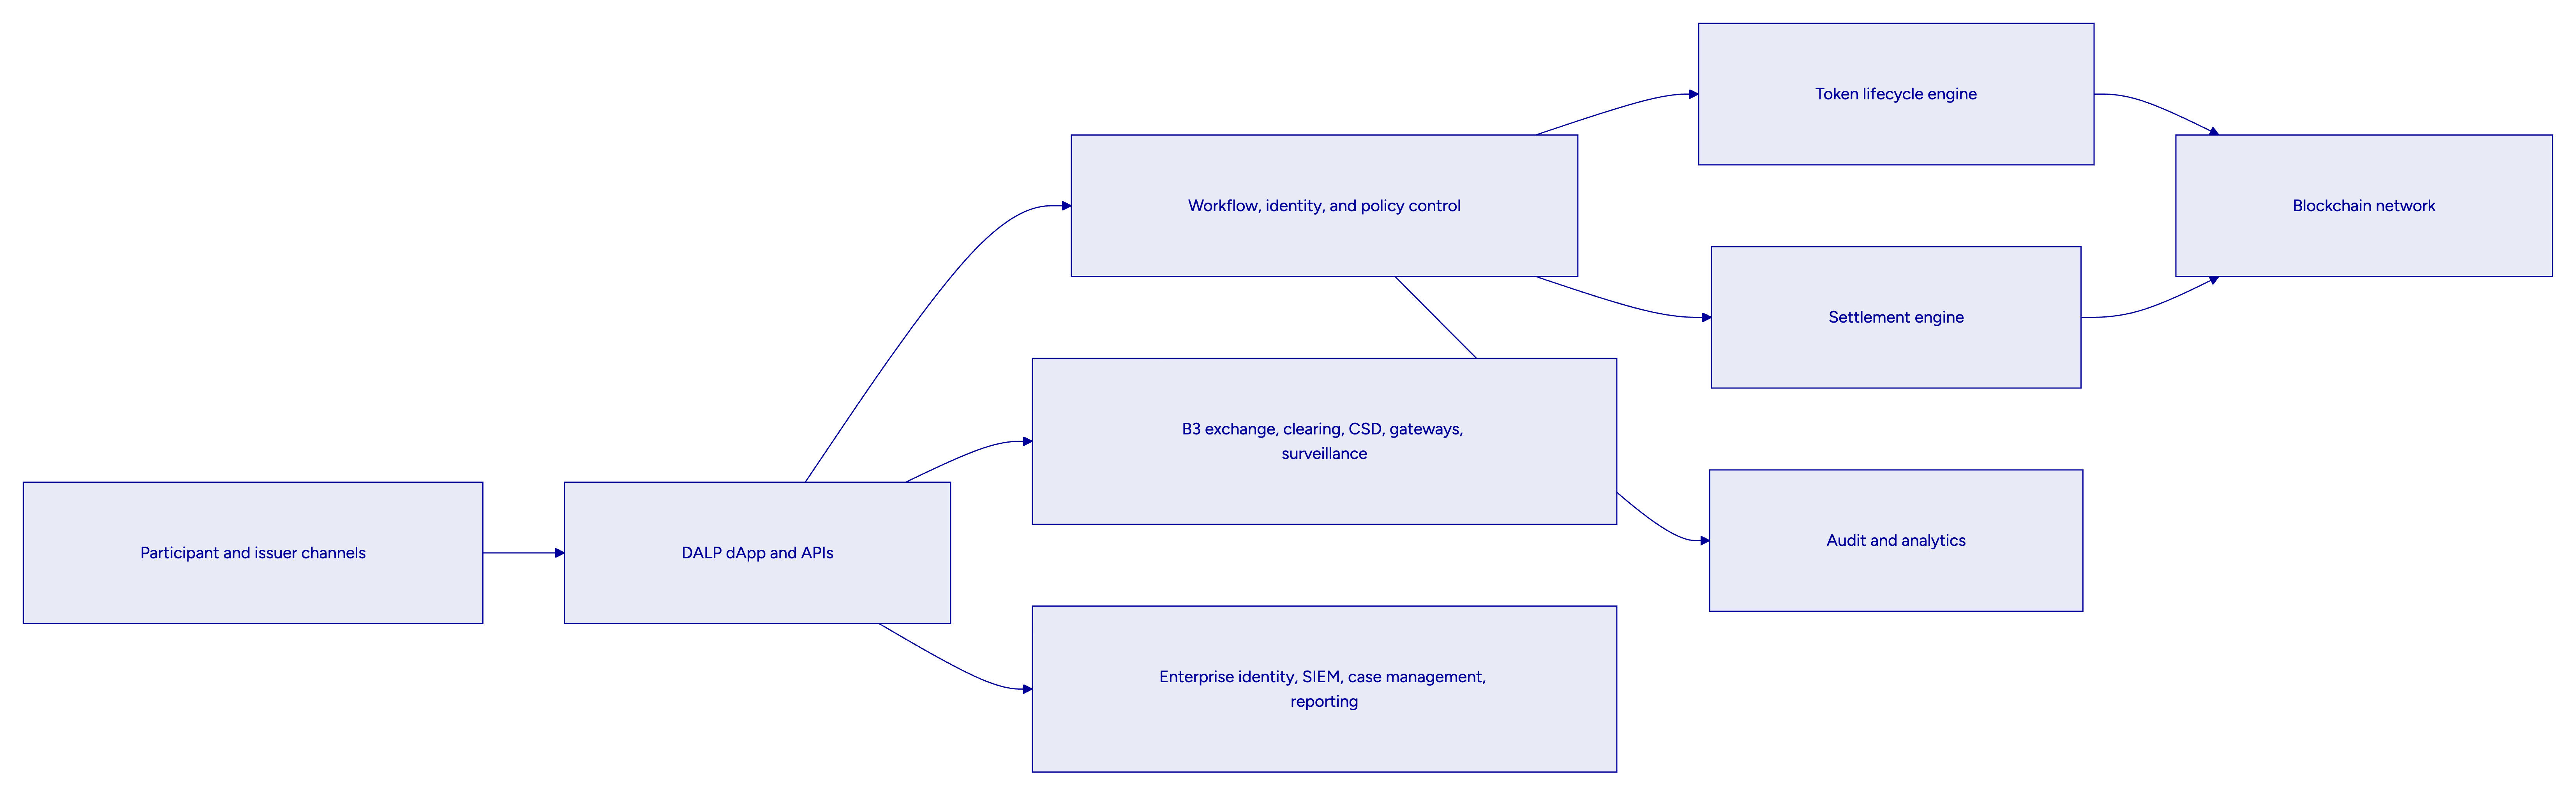 Token lifecycle engine
Workflow, identity, and policy control
Blockchain network
Settlement engine
B3 exchange, clearing, CSD, gateways,
surveillance
Participant and issuer channels
DALP dApp and APIs
Audit and analytics
Enterprise identity, SIEM, case management,
reporting